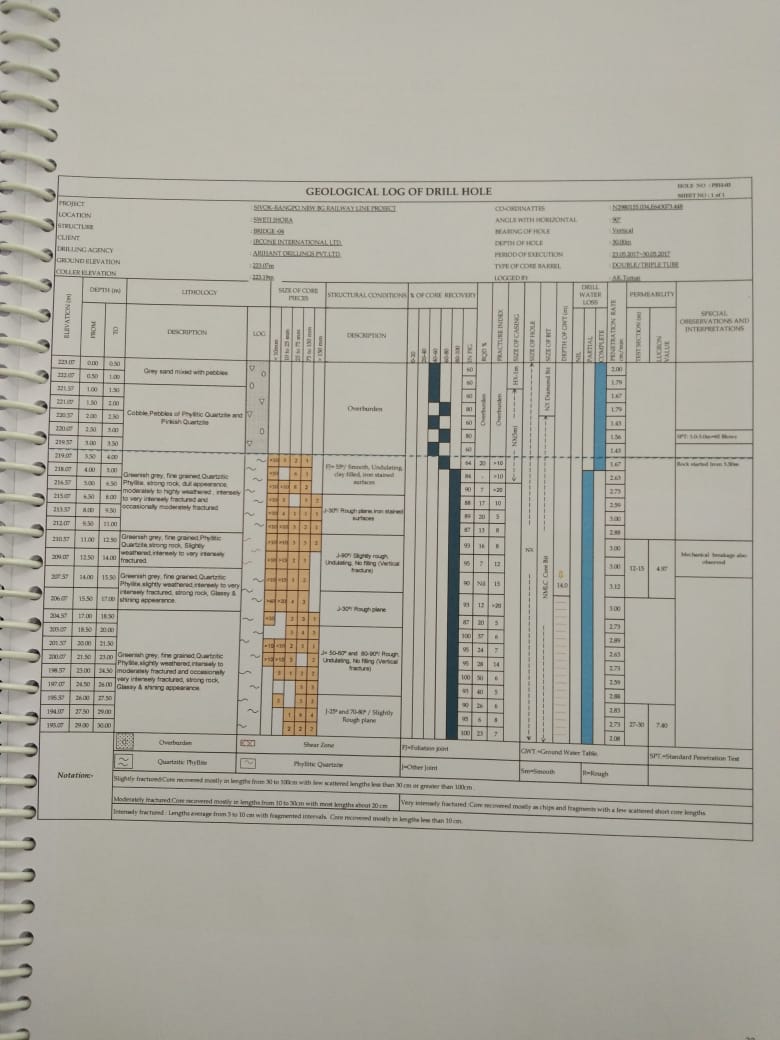 GEOLOGICAL LOG OF DRILL HOLE
HOLE NO : PBH-03
SHEET NO : 1 of 1
PROJECT : SIVOK-RANGPO NEW BG RAILWAY LINE PROJECT
LOCATION : SWETI JHORA
STRUCTURE : BRIDGE-04
CLIENT : IRCONE INTERNATIONAL LTD.
DRILLING AGENCY : ARIHANT DRILLINGS PVT.LTD.
GROUND ELEVATION : 223.07m
COLLER ELEVATION : 223.19m
CO-ORDINATTES
ANGLE WITH HORIZONTAL : 90°
BEARING OF HOLE : Vertical
DEPTH OF HOLE : 30.00m
PERIOD OF EXECUTION : 23.05.2017~30.05.2017
TYPE OF CORE BARREL : DOUBLE/TRIPLE TUBE
LOGGED BY : AK.Tomar
ELEVATION (m)
DEPTH (m)
FROM
TO
LITHOLOGY
DESCRIPTION
LOG
SIZE OF CORE PIECES
<10mm
10 to 25 mm
25 to 75 mm
75 to 150 mm
>150 mm
STRUCTURAL CONDITIONS
DESCRIPTION
% OF CORE RECOVERY
0-20
20-40
40-60
60-80
80-100
IN FIG
RQD %
FRACTURE INDEX
SIZE OF CASING
SIZE OF HOLE
SIZE OF BIT
DEPTH OF GWT (m)
DRILL WATER LOSS
NIL
PARTIAL
COMPLETE
PENETRATION RATE cm/min
PERMEABILITY
TEST SECTION (m)
LUGEON VALUE
SPECIAL OBSERVATIONS AND INTERPRETATIONS
223.07 0.00 0.50
222.07 0.50 1.00
221.57 1.00 1.50
221.07 1.50 2.00
220.57 2.00 2.50
220.07 2.50 3.00
219.57 3.00 3.50
219.07 3.50 4.00
218.07 4.00 5.00
216.57 5.00 6.50
215.07 6.50 8.00
213.57 8.00 9.50
212.07 9.50 11.00
210.57 11.00 12.50
209.07 12.50 14.00
207.57 14.00 15.50
206.07 15.50 17.00
204.57 17.00 18.50
203.07 18.50 20.00
201.57 20.00 21.50
200.07 21.50 23.00
198.57 23.00 24.50
197.07 24.50 26.00
195.57 26.00 27.50
194.07 27.50 29.00
193.07 29.00 30.00
Grey sand mixed with pebbles
Cobble,Pebbles of Phyllitic Quartzite and Pinkish Quartzite
Greenish grey, fine grained,Quartzitic Phyllite, strong rock, dull appearance, moderately to highly weathered , intensely to very intensely fractured and occasionally moderately fractured
Greenish grey, fine grained,Phyllitic Quartzite,strong rock, Slightly weathered,intensely to very intensely fractured.
Greenish grey, fine grained, Quartzitic Phyllite,slightly weathered,intensely to very intensely fractured, strong rock, Glassy & shining appearance.
Greenish grey, fine grained, Quartzitic Phyllite,slightly weathered,intensely to moderately fractured and occasionally very intensely fractured, strong rock, Glassy & shining appearance
Overburden
FJ= 55°/ Smooth, Undulating, clay filled, iron stained surfaces
J-30°/ Rough plane,iron stained surfaces
J-90°/ Slightly rough, Undulating, No filling (Vertical fracture)
J-30°/ Rough plane
J= 50-60° and 80-90°/ Rough, Undulating, No filling (Vertical fracture)
J-25° and 70-80° / Slightly Rough plane
60
60
60
80
60
80
60
64 20 >10
84 - >10
90 7 >20
88 17 10
89 20 5
87 13 8
93 16 8
95 7 12
90 Nil 15
93 12 >20
87 20 5
100 37 6
95 24 7
95 28 14
100 50 6
93 40 5
90 26 6
95 6 8
100 23 7
Overburden
Overburden
HX-1m
NX(5m)
NX
NX Diamond Bit
NMLC Core Bit
14.0
2.00
1.79
1.67
1.79
1.43
1.56
1.43
1.67
2.63
2.73
2.59
3.00
2.88
3.00
3.00
3.12
3.00
2.73
2.89
2.63
2.73
2.59
2.88
2.83
2.73
2.08
12-15 4.97
27-30 7.40
SPT: 3.0-3.0m=60 Blows
Rock started from 3.50m
Mechanical breakage also observed
Notation:-
Overburden
Shear Zone
FJ=Foliation joint
GWT.=Ground Water Table.
SPT.=Standard Penetration Test
Quartzitic Phyllite
Phyllitic Quartzite
J=Other Joint
Sm=Smooth
R=Rough
Slightly fractured:Core recovered mostly in lengths from 30 to 100cm with few scattered lengths less than 30 cm or greater than 100cm
Moderately fractured:Core recovered mostly in lengths from 10 to 30cm with most lengths about 20 cm
Very intensely fractured :Core recovered mostly as chips and fragments with a few scattered short core lengths
Intensely fractured : Lengths average from 3 to 10 cm with fragmented intervals. Core recovered mostly in lengths less than 10 cm.